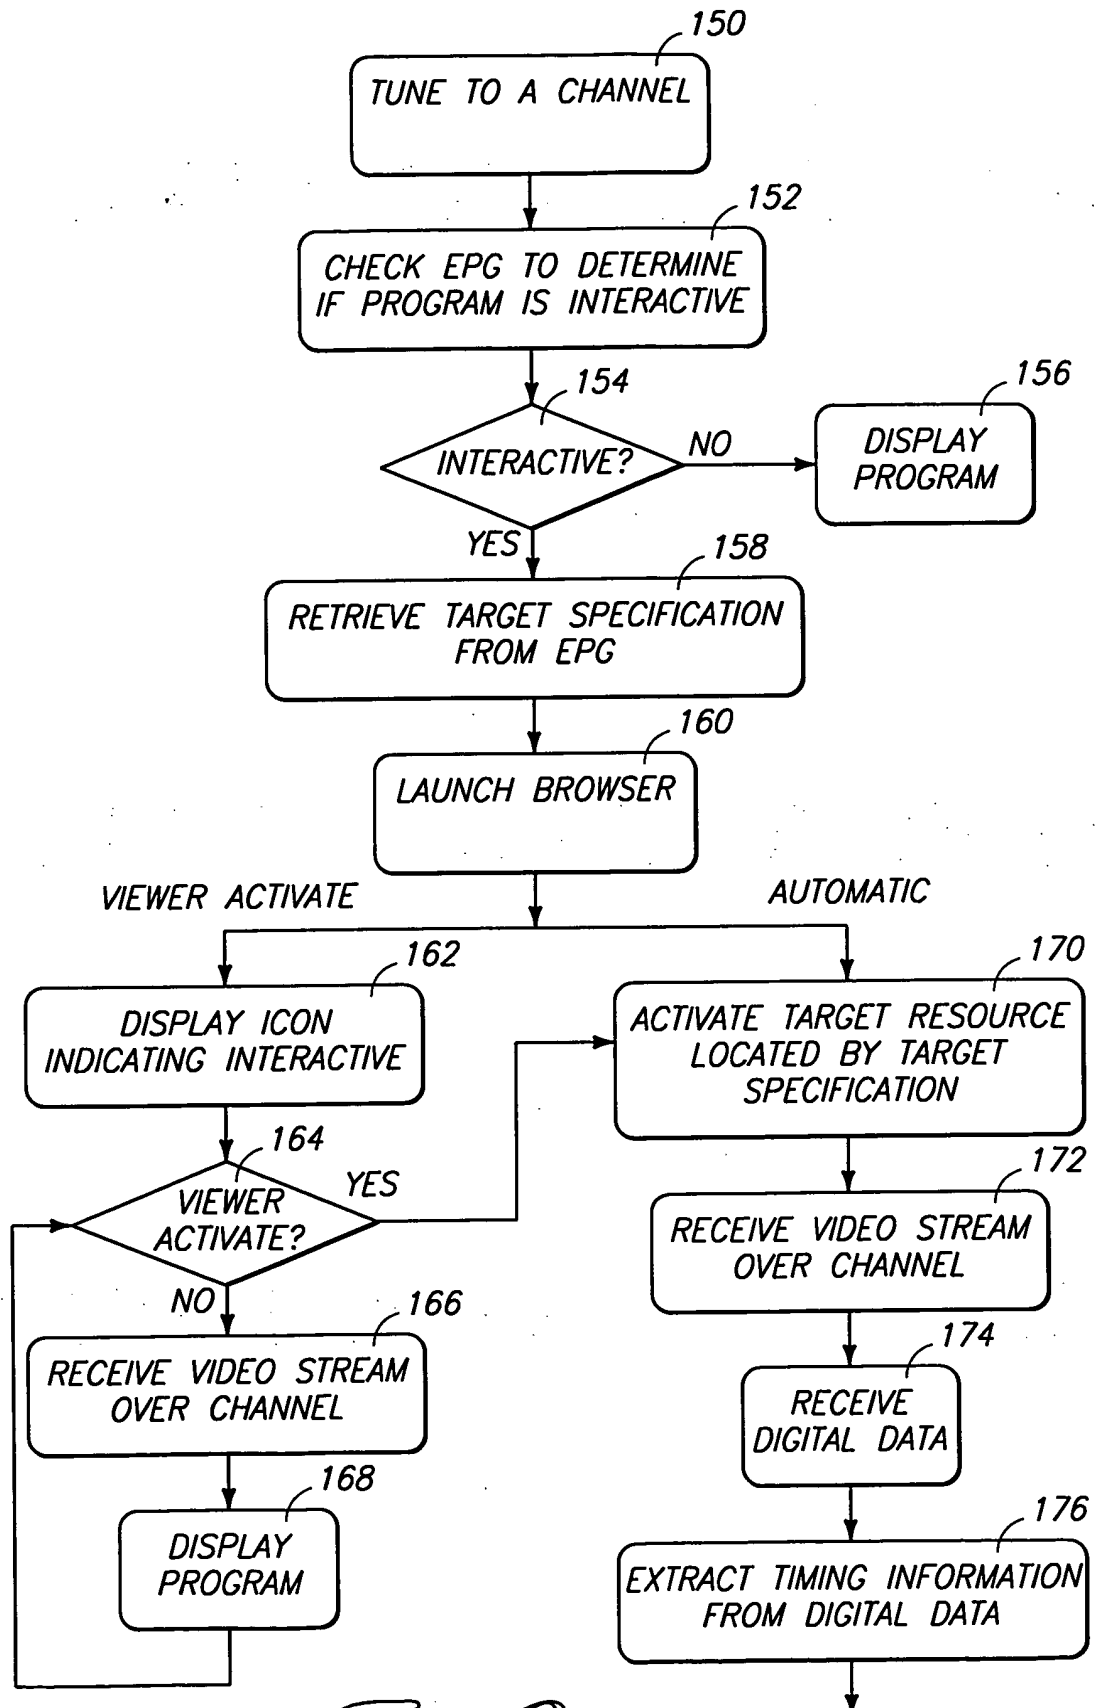 150
TUNE TO A CHANNEL
152
CHECK EPG TO DETERMINE
IF PROGRAM IS INTERACTIVE
154
INTERACTIVE?
NO
156
DISPLAY
PROGRAM
YES
158
RETRIEVE TARGET SPECIFICATION
FROM EPG
160
LAUNCH BROWSER
VIEWER ACTIVATE
AUTOMATIC
162
DISPLAY ICON
INDICATING INTERACTIVE
164
VIEWER
ACTIVATE?
YES
NO
166
RECEIVE VIDEO STREAM
OVER CHANNEL
168
DISPLAY
PROGRAM
170
ACTIVATE TARGET RESOURCE
LOCATED BY TARGET
SPECIFICATION
172
RECEIVE VIDEO STREAM
OVER CHANNEL
174
RECEIVE
DIGITAL DATA
176
EXTRACT TIMING INFORMATION
FROM DIGITAL DATA